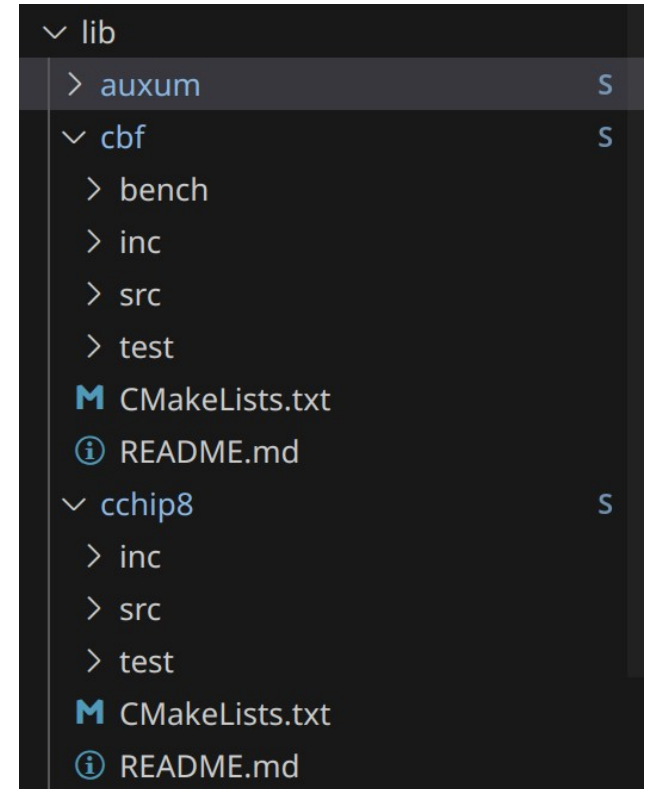 lib
auxum S
cbf S
bench
inc
src
test
M CMakeLists.txt
README.md
cchip8 S
inc
src
test
M CMakeLists.txt
README.md